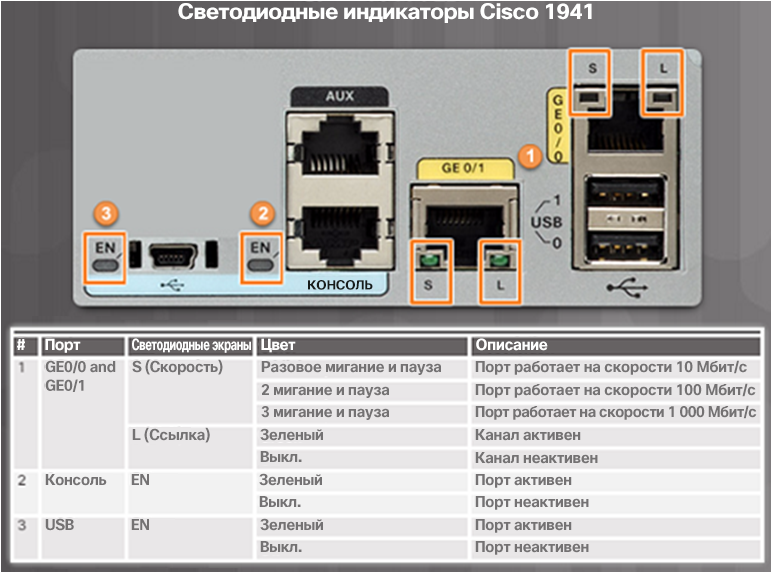 Светодиодные индикаторы Cisco 1941
S L
AUX
GE 0/0
GE 0/1
1
3
2
1
USB
0
EN
EN
КОНСОЛЬ
S L
# Порт Светодиодные экраны Цвет Описание
1 GE0/0 and GE0/1 S (Скорость) Разовое мигание и пауза Порт работает на скорости 10 Мбит/с
2 мигание и пауза Порт работает на скорости 100 Мбит/с
3 мигание и пауза Порт работает на скорости 1 000 Мбит/с
L (Ссылка) Зеленый Канал активен
Выкл. Канал неактивен
2 Консоль EN Зеленый Порт активен
Выкл. Порт неактивен
3 USB EN Зеленый Порт активен
Выкл. Порт неактивен